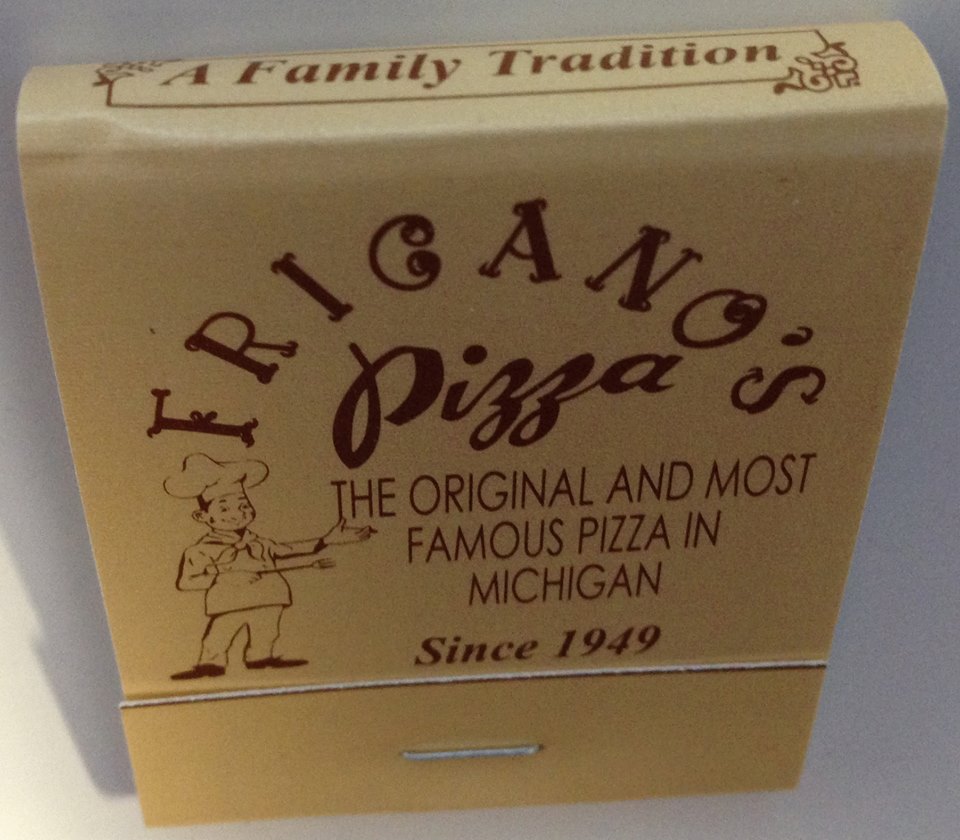 A Family Tradition
FRICANO'S
Pizza
THE ORIGINAL AND MOST
FAMOUS PIZZA IN
MICHIGAN
Since 1949